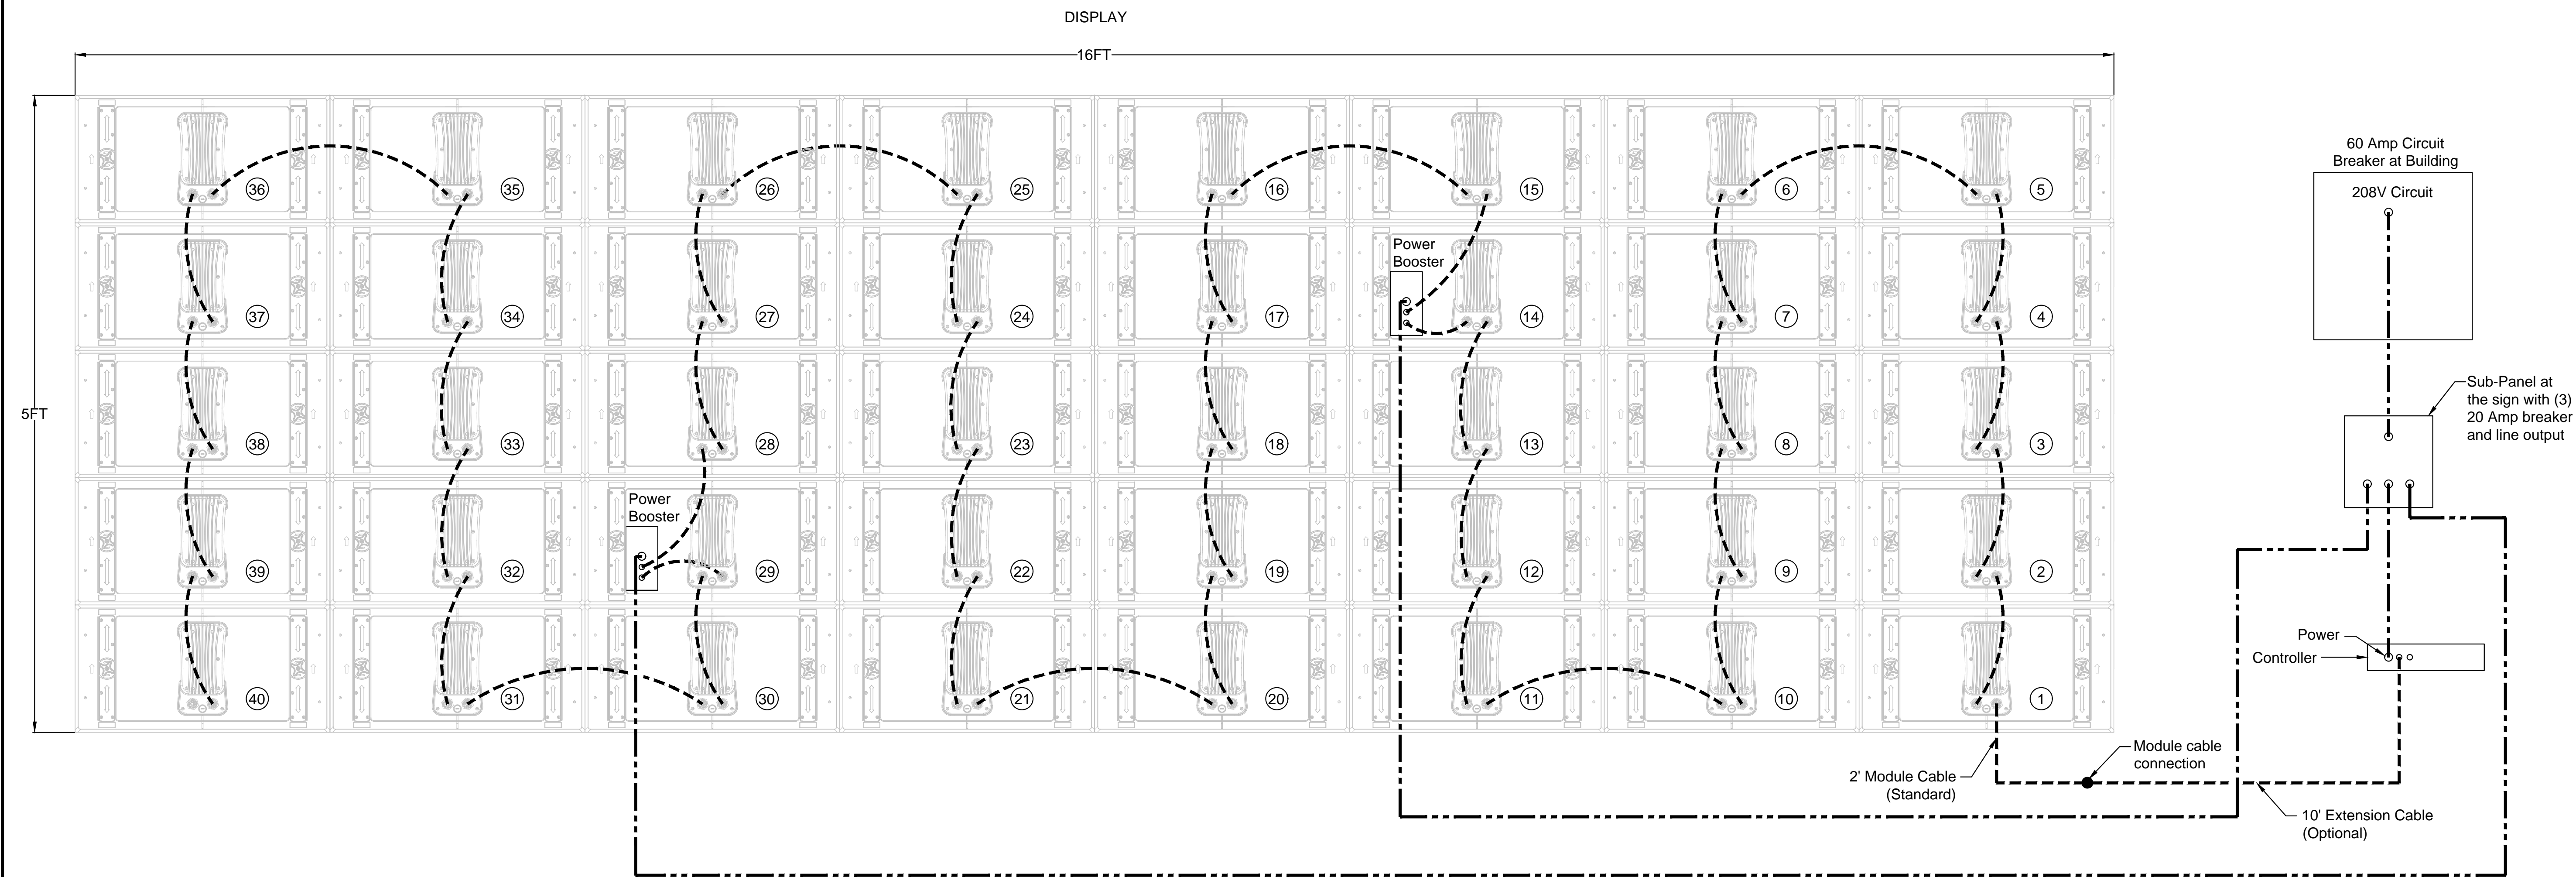 DISPLAY
16FT
5FT
36
35
26
25
16
15
6
5
37
34
27
24
17
Power
Booster
14
7
4
38
33
28
23
18
13
8
3
39
32
Power
Booster
29
22
19
12
9
2
40
31
30
21
20
11
10
1
60 Amp Circuit
Breaker at Building
208V Circuit
Sub-Panel at
the sign with (3)
20 Amp breaker
and line output
Power
Controller
Module cable
connection
2' Module Cable
(Standard)
10' Extension Cable
(Optional)